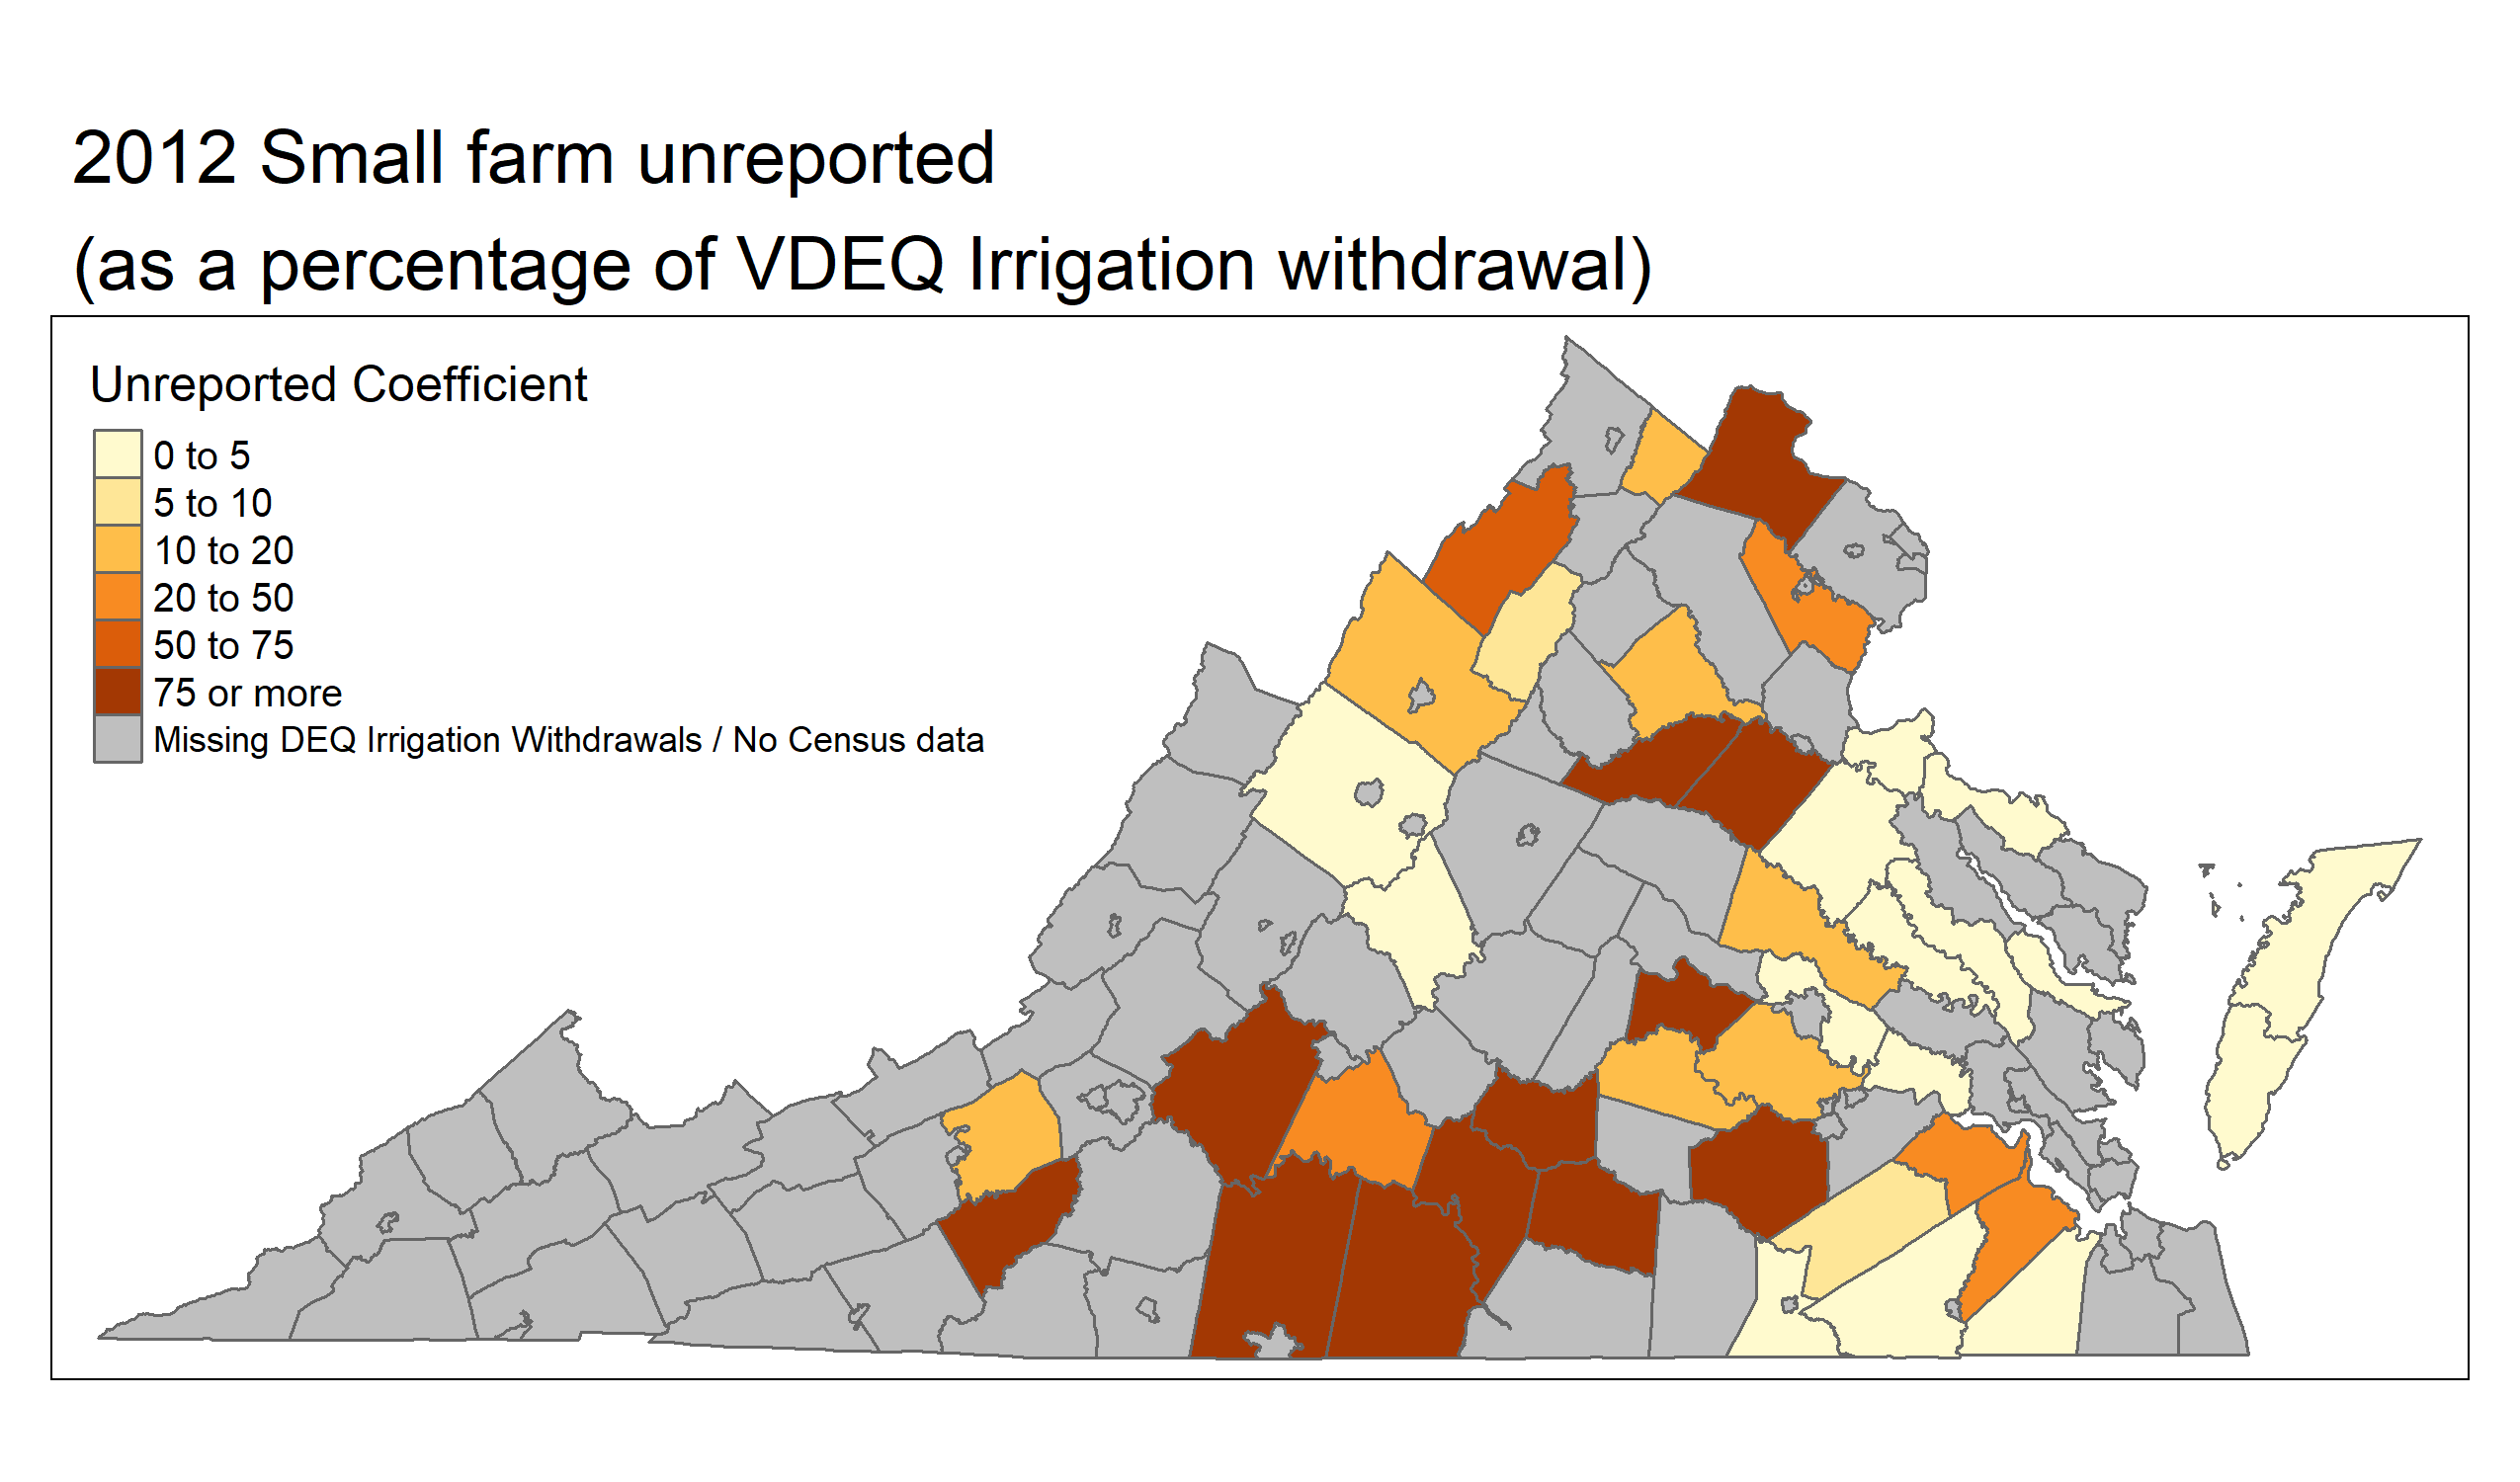 2012 Small farm unreported
(as a percentage of VDEQ Irrigation withdrawal)
Unreported Coefficient
0 to 5
5 to 10
10 to 20
20 to 50
50 to 75
75 or more
Missing DEQ Irrigation Withdrawals / No Census data